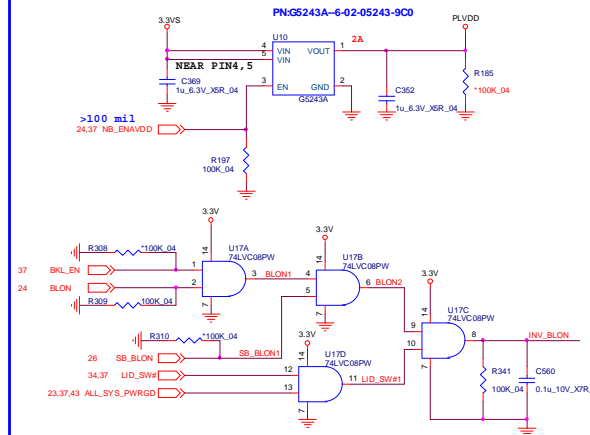 PN:G5243A--6-02-05243-9C0
3.3VS
PLVDD
U10
2A
4 VIN VOUT 1
5 VIN
NEAR PIN4,5
3 EN GND 2
G5243A
C369
1u_6.3V_X5R_04
C352
1u_6.3V_X5R_04
R185
*100K_04
>100 mil
24,37 NB_ENAVDD
R197
100K_04
3.3V
3.3V
R308 *100K_04
U17A
74LVC08PW
14
37 BKL_EN 1
3 BLON1
24 BLON 2
7
R309 100K_04
U17B
74LVC08PW
14
4
6 BLON2
5
7
3.3V
U17C
74LVC08PW
14
9
8 INV_BLON
10
7
R310 *100K_04
26 SB_BLON SB_BLON1
3.3V
U17D
74LVC08PW
14
34,37 LID_SW# 12
11 LID_SW#1
23,37,43 ALL_SYS_PWRGD 13
7
R341
100K_04
C560
0.1u_10V_X7R